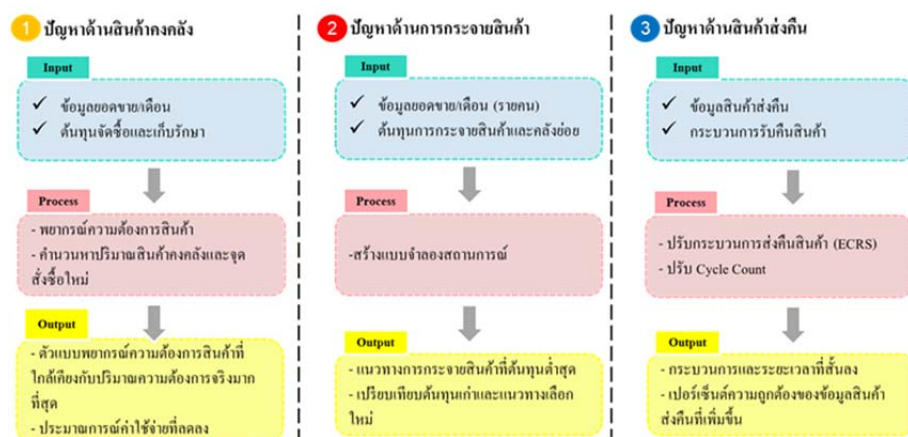 1 ปัญหาด้านสินค้าคงคลัง
Input
✓ ข้อมูลยอดขาย/เดือน
✓ ต้นทุนจัดซื้อและเก็บรักษา
Process
- พยากรณ์ความต้องการสินค้า
- คำนวนหาปริมาณสินค้าคงคลังและจุด
สั่งซื้อใหม่
Output
- ตัวแบบพยากรณ์ความต้องการสินค้าที่
ใกล้เคียงกับปริมาณความต้องการจริงมาก
ที่สุด
- ประมาณการณ์ค่าใช้จ่ายที่ลดลง
2 ปัญหาด้านการกระจายสินค้า
Input
✓ ข้อมูลยอดขาย/เดือน (รายคน)
✓ ต้นทุนการกระจายสินค้าและคลังย่อย
Process
-สร้างแบบจำลองสถานการณ์
Output
- แนวทางการกระจายสินค้าที่ต้นทุนต่ำสุด
- เปรียบเทียบต้นทุนเก่าและแนวทางเลือก
ใหม่
3 ปัญหาด้านสินค้าส่งคืน
Input
✓ ข้อมูลสินค้าส่งคืน
✓ กระบวนการรับคืนสินค้า
Process
- ปรับกระบวนการส่งคืนสินค้า (ECRS)
- ปรับ Cycle Count
Output
- กระบวนการและระยะเวลาที่สั้นลง
- เปอร์เซ็นต์ความถูกต้องของข้อมูลสินค้า
ส่งคืนที่เพิ่มขึ้น